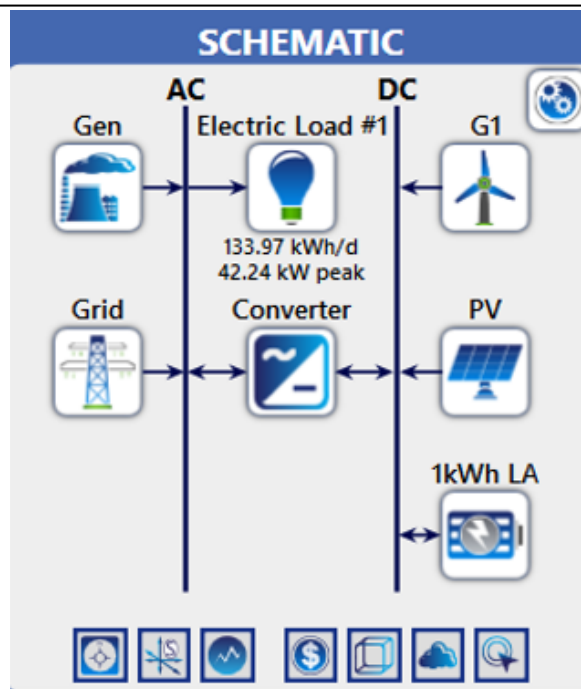 SCHEMATIC
AC DC
Gen Electric Load #1 G1
133.97 kWh/d
42.24 kW peak
Grid Converter PV
1kWh LA
S
$